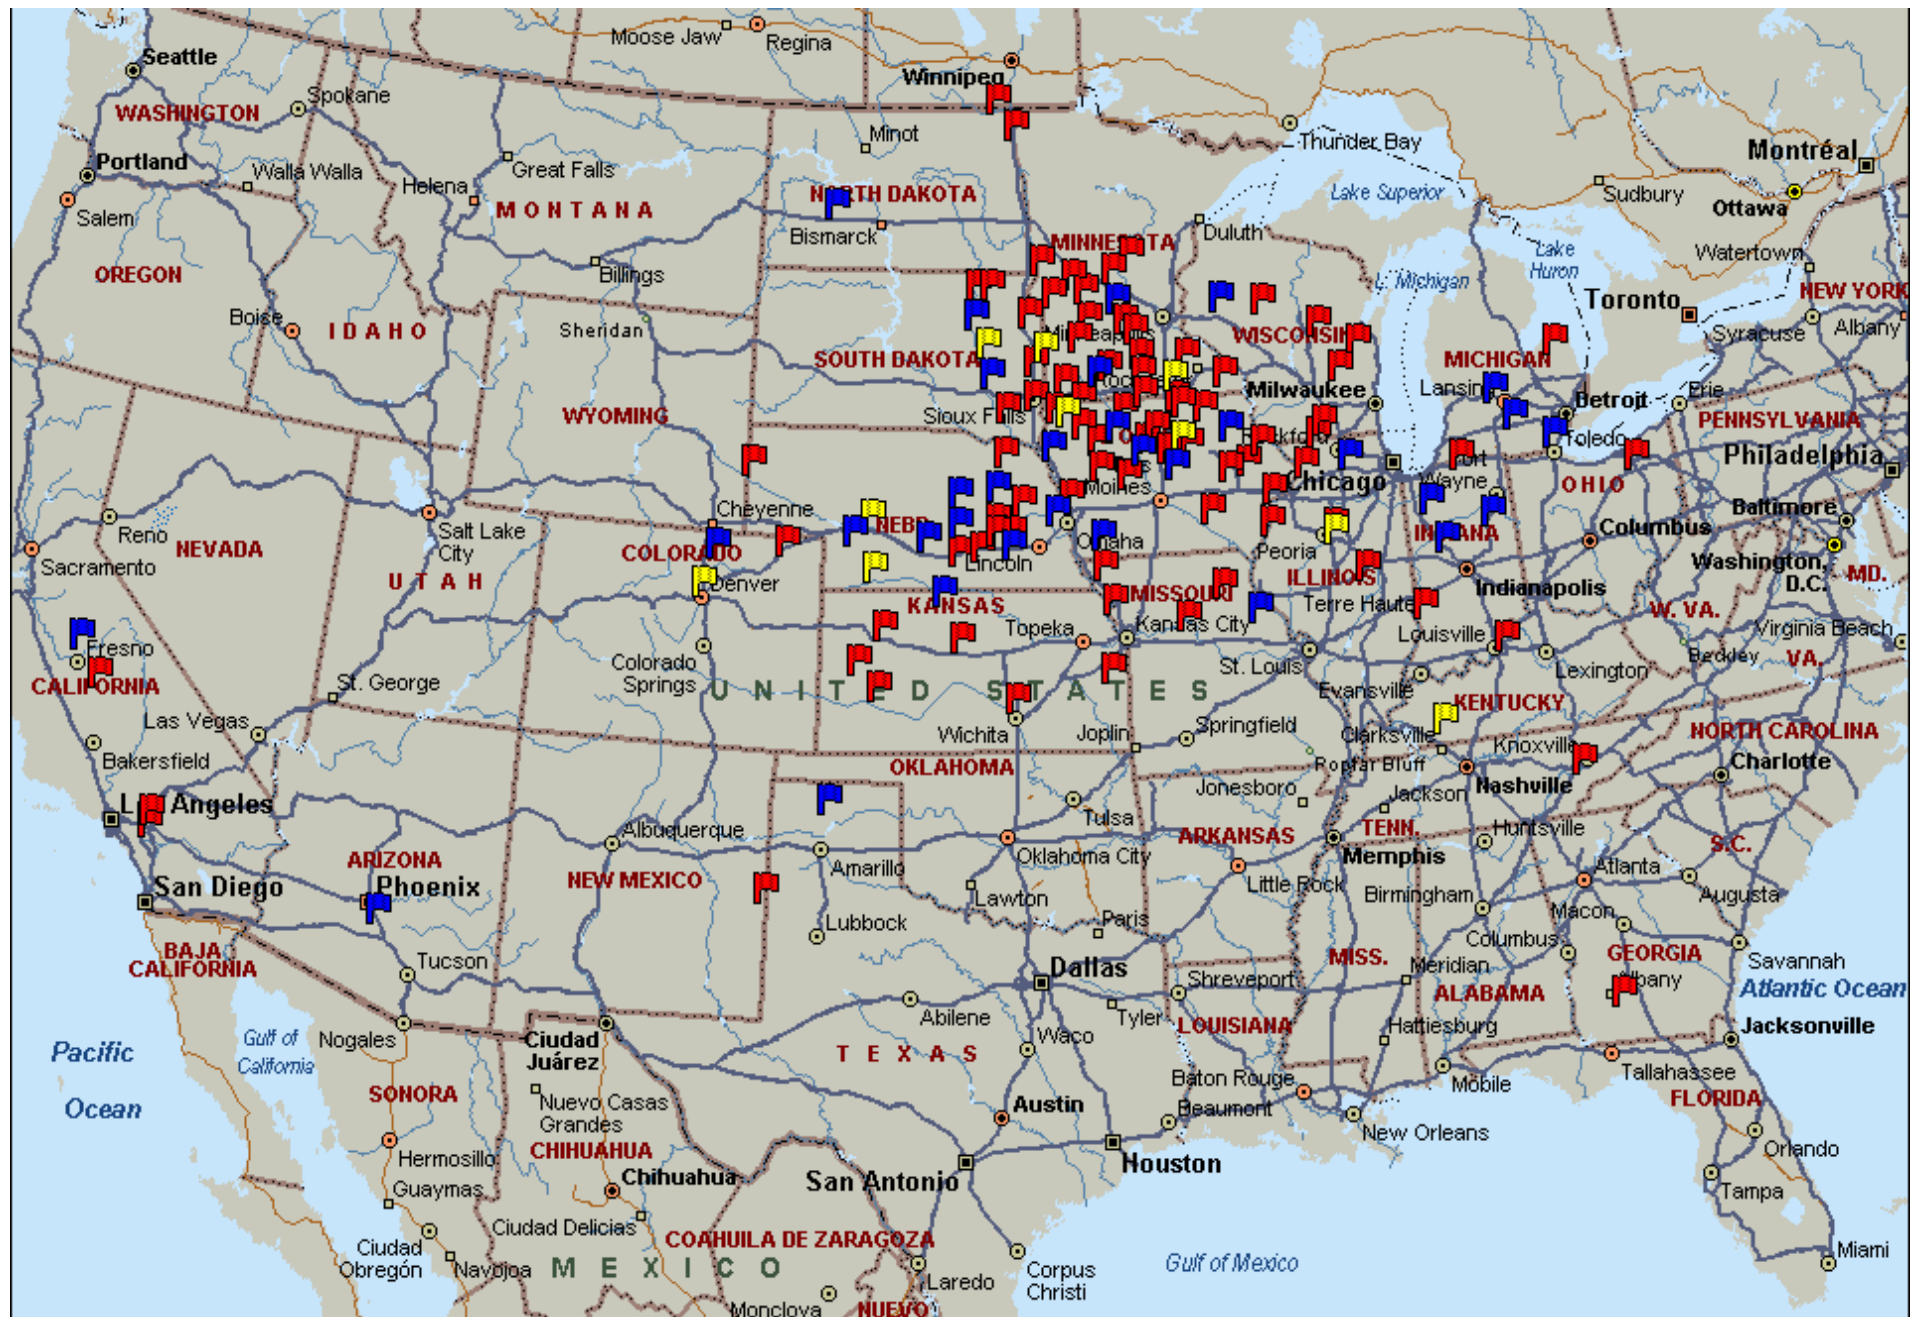 Moose Jaw
Regina
Winnipeg
Seattle
Spokane
WASHINGTON
Minot
Thunder Bay
Montréal
Portland
Walla Walla
Great Falls
Helena
Lake Superior
Sudbury
Ottawa
Salem
MONTANA
NORTH DAKOTA
Bismarck
MINNESOTA
Duluth
Watertown
OREGON
Billings
Lake
Huron
L. Michigan
NEW YORK
Toronto
Boise
IDAHO
Sheridan
WISCONSIN
Syracuse
Albany
SOUTH DAKOTA
MICHIGAN
Lansing
Milwaukee
Detroit
Erie
WYOMING
Sioux Falls
PENNSYLVANIA
Rockford
Toledo
Philadelphia
Fort
Wayne
Moines
Chicago
OHIO
Cheyenne
Baltimore
Reno
Salt Lake
City
NEVADA
COLORADO
Omaha
Peoria
INDIANA
Columbus
Washington,
D.C.
MD.
Sacramento
UTAH
Denver
Lincoln
MISSOURI
ILLINOIS
Indianapolis
KANSAS
Terre Haute
W. VA.
Topeka
Kansas City
Louisville
Virginia Beach
Fresno
Colorado
Springs
St. Louis
Lexington
Beckley
VA.
CALIFORNIA
St. George
UNITED STATES
Evansville
KENTUCKY
Las Vegas
Wichita
Joplin
Springfield
Clarksville
Knoxville
NORTH CAROLINA
Bakersfield
OKLAHOMA
Poplar Bluff
Charlotte
Los Angeles
Jonesboro
Jackson
Nashville
Albuquerque
Tulsa
ARKANSAS
TENN.
Huntsville
S.C.
ARIZONA
Amarillo
Oklahoma City
Memphis
Atlanta
San Diego
Phoenix
NEW MEXICO
Lawton
Little Rock
Birmingham
Augusta
Lubbock
Paris
Macon
BAJA
CALIFORNIA
Tucson
Dallas
Columbus
GEORGIA
MISS.
Meridian
Savannah
Shreveport
ALABAMA
Albany
Atlantic Ocean
Abilene
Tyler
LOUISIANA
Hattiesburg
Jacksonville
Pacific
Ocean
Gulf of
California
Nogales
Ciudad
Juárez
Waco
TEXAS
Baton Rouge
Mobile
Tallahassee
SONORA
Nuevo Casas
Grandes
Austin
Beaumont
New Orleans
FLORIDA
Orlando
Hermosillo
CHIHUAHUA
Chihuahua
San Antonio
Houston
Guaymas
Tampa
Ciudad Delicias
COAHUILA DE ZARAGOZA
Ciudad
Obregón
Navojoa
MEXICO
Laredo
Corpus
Christi
Gulf of Mexico
Miami
Monclova
NUEVO